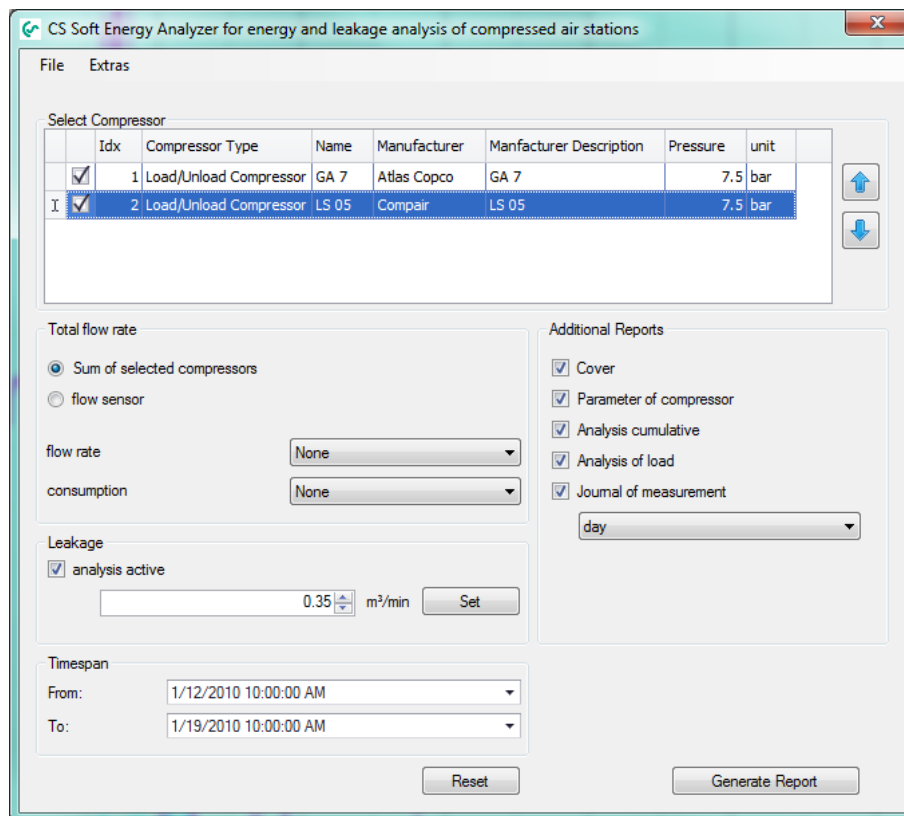 CS Soft Energy Analyzer for energy and leakage analysis of compressed air stations
File Extras
Select Compressor
Idx Compressor Type Name Manufacturer Manfacturer Description Pressure unit
1 Load/Unload Compressor GA 7 Atlas Copco GA 7 7.5 bar
2 Load/Unload Compressor LS 05 Compair LS 05 7.5 bar
Total flow rate
Sum of selected compressors
flow sensor
flow rate None
consumption None
Additional Reports
Cover
Parameter of compressor
Analysis cumulative
Analysis of load
Journal of measurement
day
Leakage
analysis active
0.35 m³/min Set
Timespan
From: 1/12/2010 10:00:00 AM
To: 1/19/2010 10:00:00 AM
Reset Generate Report